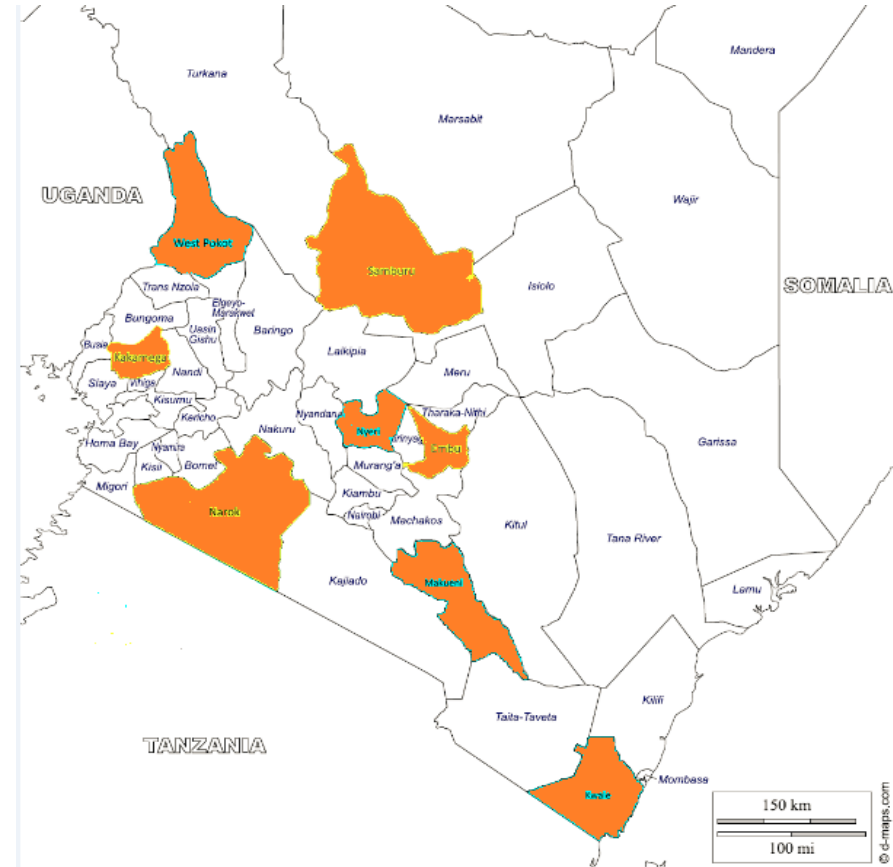 Mandera
Turkana
Marsabit
UGANDA
Wajir
West Pokot
Samburu
SOMALIA
Isiolo
Trans Nzoia
Elgeyo-
Marakwet
Bungoma
Uasin
Gishu
Baringo
Busia
Kakamega
Laikipia
Nandi
Meru
Siaya
Vihiga
Kisumu
Nyandarua
Tharaka-Nithi
Kericho
Nakuru
Nyeri
Garissa
Homa Bay
Nyamira
Embu
Kisii
Bomet
Murang'a
Migori
Kiambu
Narok
Nairobi
Machakos
Kitui
Tana River
Kajiado
Makueni
Lamu
Taita-Taveta
Kilifi
TANZANIA
Mombasa
Kwale
150 km
100 mi
© d-maps.com